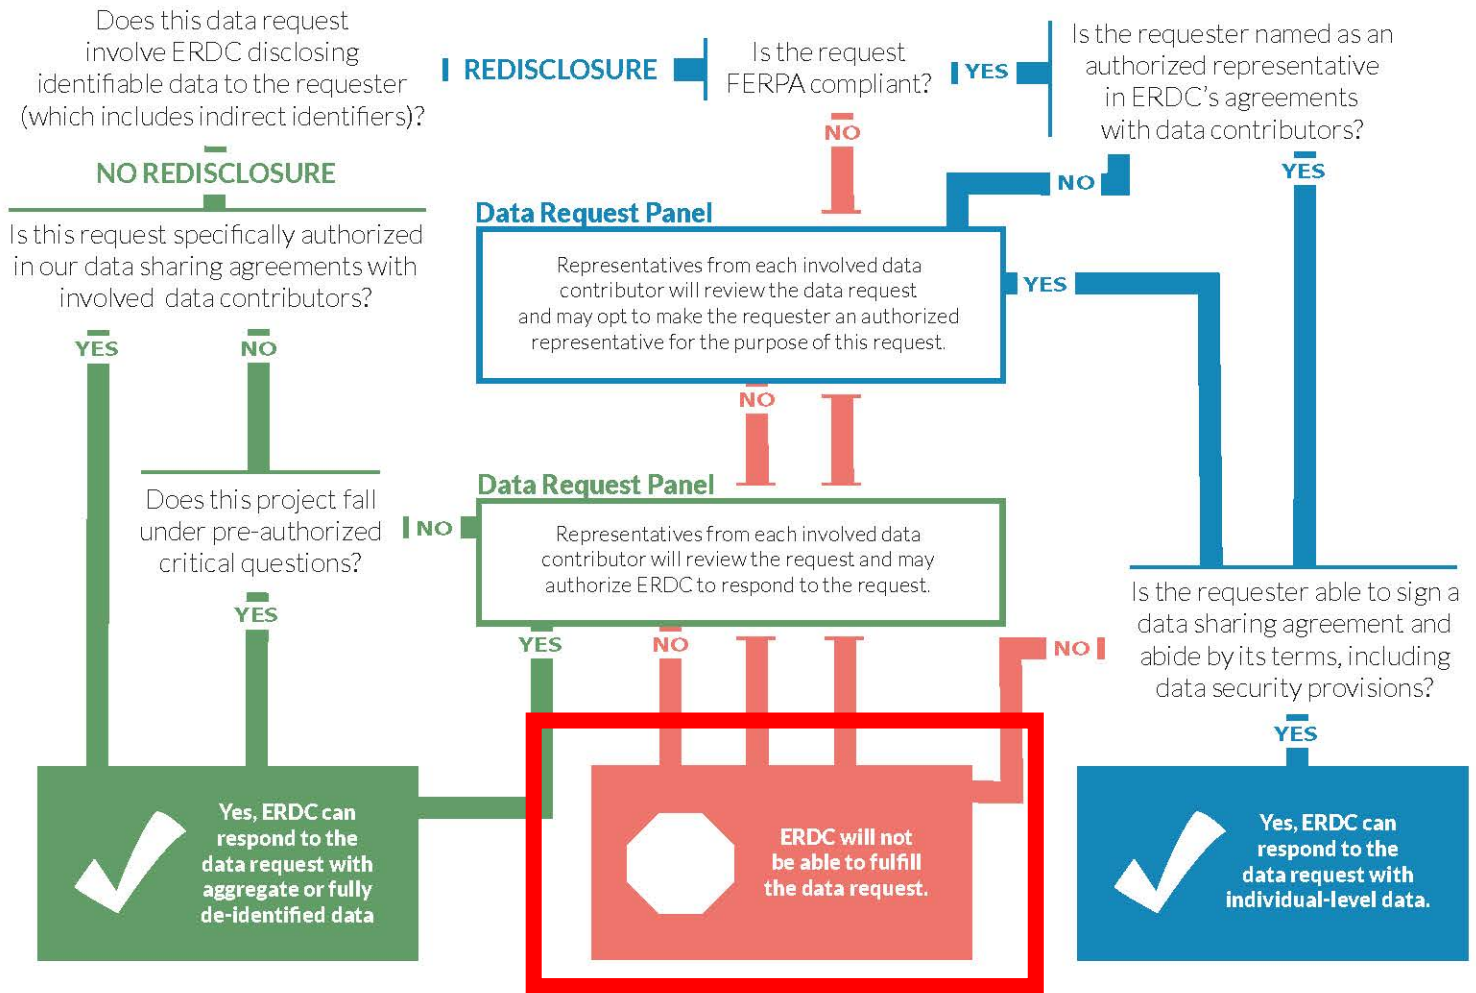 Does this data request
involve ERDC disclosing
identifiable data to the requester
(which includes indirect identifiers)?
REDISCLOSURE
Is the request
FERPA compliant?
YES
Is the requester named as an
authorized representative
in ERDC's agreements
with data contributors?
NO
NO REDISCLOSURE
NO
YES
Data Request Panel
Representatives from each involved data
contributor will review the data request
and may opt to make the requester an authorized
representative for the purpose of this request.
YES
Is this request specifically authorized
in our data sharing agreements with
involved data contributors?
YES
NO
NO
Data Request Panel
Representatives from each involved data
contributor will review the request and may
authorize ERDC to respond to the request.
Does this project fall
under pre-authorized
critical questions?
NO
YES
YES
NO
NO
Is the requester able to sign a
data sharing agreement and
abide by its terms, including
data security provisions?
YES
Yes, ERDC can
respond to the
data request with
aggregate or fully
de-identified data
ERDC will not
be able to fulfill
the data request.
Yes, ERDC can
respond to the
data request with
individual-level data.